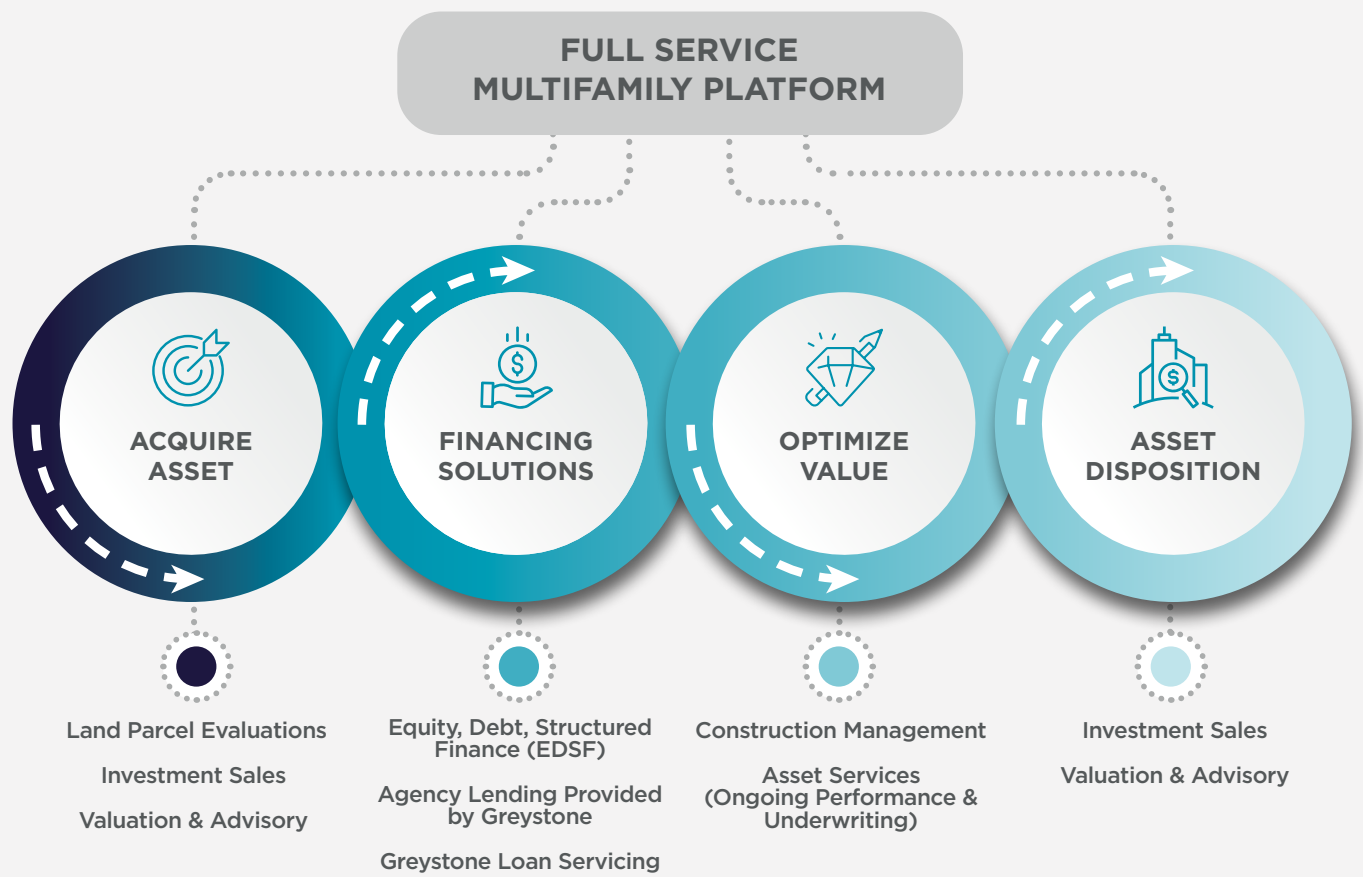 FULL SERVICE
MULTIFAMILY PLATFORM
ACQUIRE
ASSET
FINANCING
SOLUTIONS
OPTIMIZE
VALUE
ASSET
DISPOSITION
Land Parcel Evaluations
Investment Sales
Valuation & Advisory
Equity, Debt, Structured
Finance (EDSF)
Agency Lending Provided
by Greystone
Greystone Loan Servicing
Construction Management
Asset Services
(Ongoing Performance &
Underwriting)
Investment Sales
Valuation & Advisory